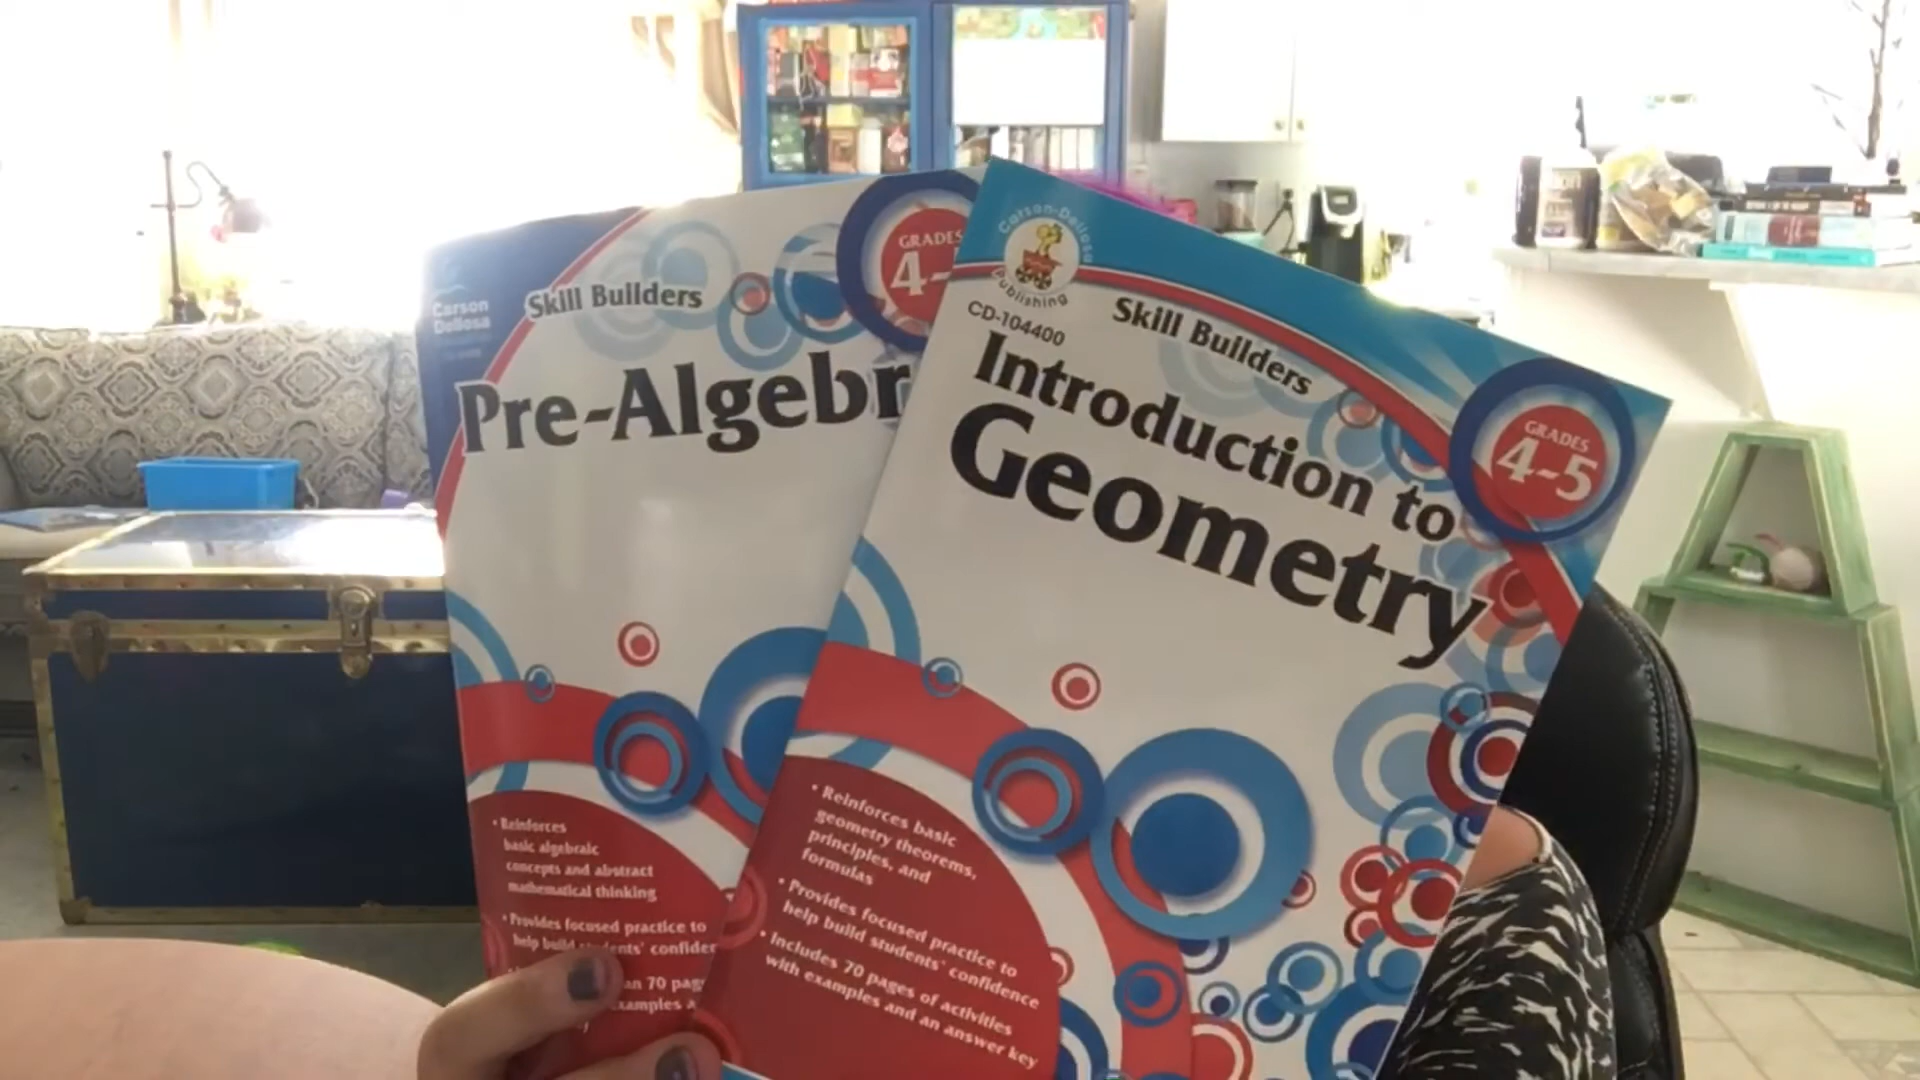 Carson
Dellosa
Skill Builders
GRADES
4-
Pre-Algebr
• Reinforces
basic algebraic
concepts and abstract
mathematical thinking
• Provides focused practice to
help build students' confiden
an 70 pag
xamples a
Carson-Dellosa
Publishing
CD-104400
Skill Builders
Introduction to
Geometry
GRADES
4-5
• Reinforces basic
geometry theorems,
principles, and
formulas
• Provides focused practice to
help build students' confidence
• Includes 70 pages of activities
with examples and an answer key